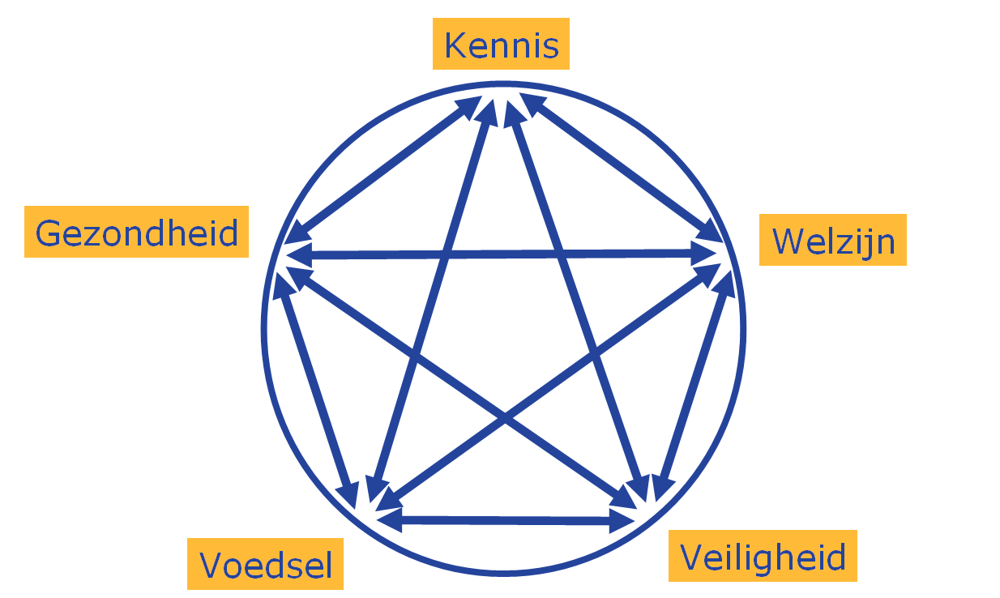 Kennis
Gezondheid
Welzijn
Voedsel
Veiligheid